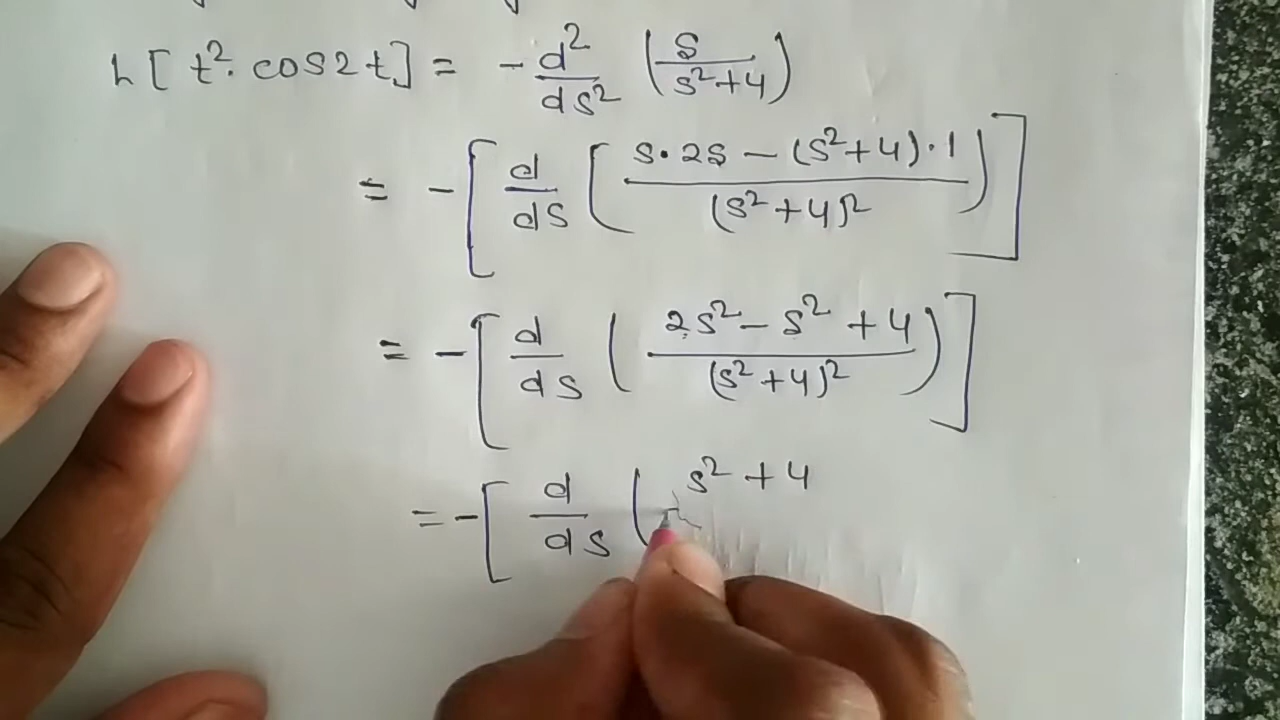 L[t²·cos2t] = - d²/ds² (s/(s²+4))
= - [ d/ds ( (s·2s - (s²+4)·1)/(s²+4)² ) ]
= - [ d/ds ( (2s² - s² + 4)/(s²+4)² ) ]
= - [ d/ds ( s² + 4